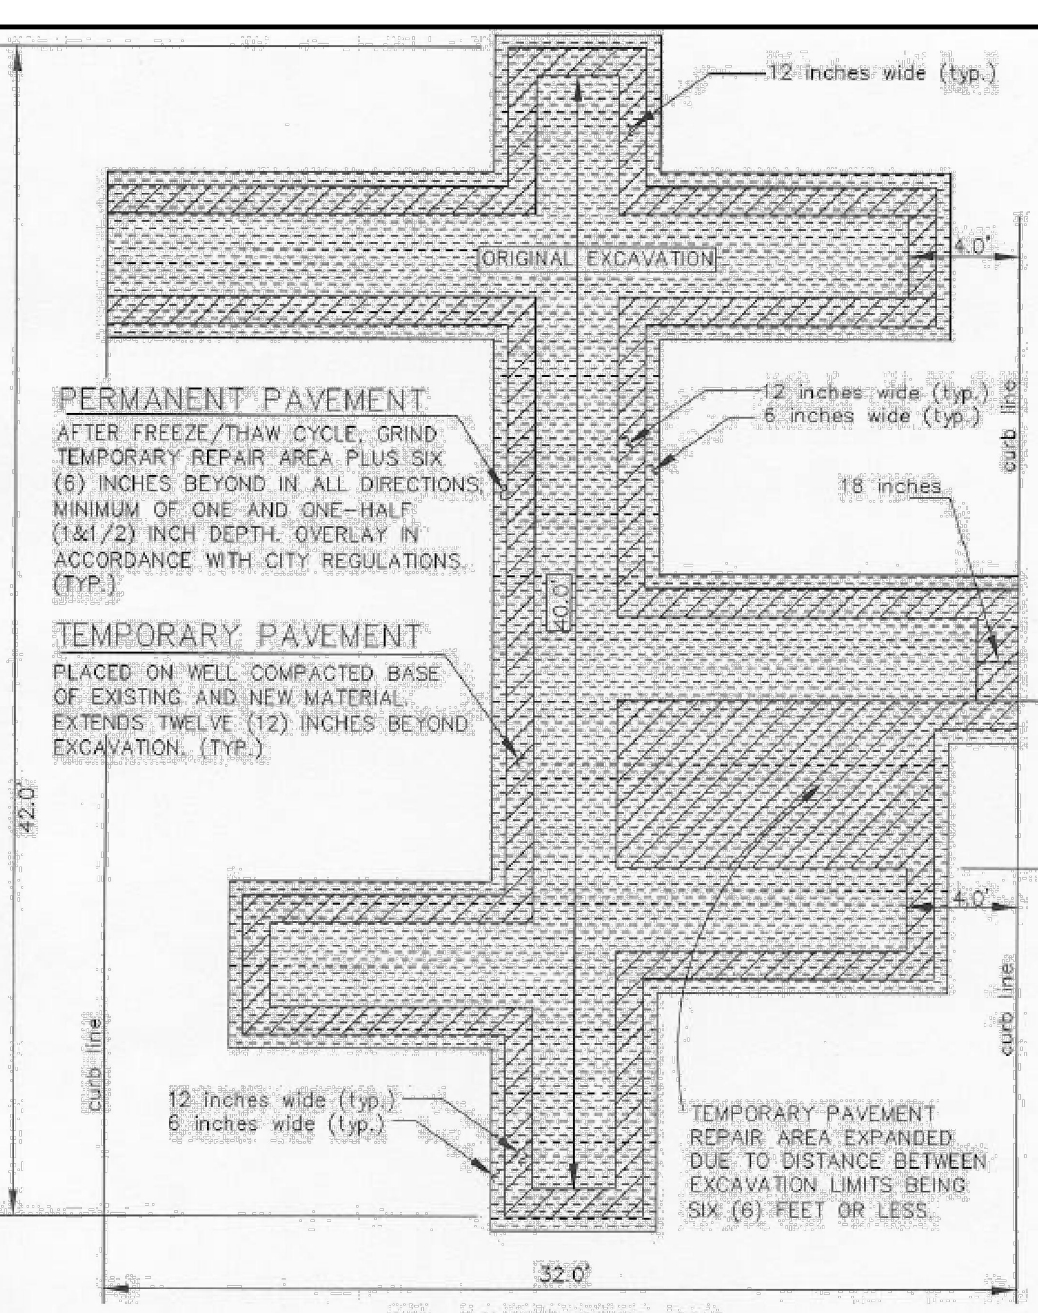 12 inches wide (typ.)
ORIGINAL EXCAVATION
4.0'
PERMANENT PAVEMENT
AFTER FREEZE/THAW CYCLE, GRIND
TEMPORARY REPAIR AREA PLUS SIX
(6) INCHES BEYOND IN ALL DIRECTIONS,
MINIMUM OF ONE AND ONE-HALF
(1&1/2) INCH DEPTH. OVERLAY IN
ACCORDANCE WITH CITY REGULATIONS.
(TYP.)
12 inches wide (typ.)
6 inches wide (typ.)
curb line
18 inches
40.0'
TEMPORARY PAVEMENT
PLACED ON WELL COMPACTED BASE
OF EXISTING AND NEW MATERIAL,
EXTENDS TWELVE (12) INCHES BEYOND
EXCAVATION. (TYP.)
42.0'
4.0'
curb line
curb line
12 inches wide (typ.)
6 inches wide (typ.)
TEMPORARY PAVEMENT
REPAIR AREA EXPANDED
DUE TO DISTANCE BETWEEN
EXCAVATION LIMITS BEING
SIX (6) FEET OR LESS.
32.0'